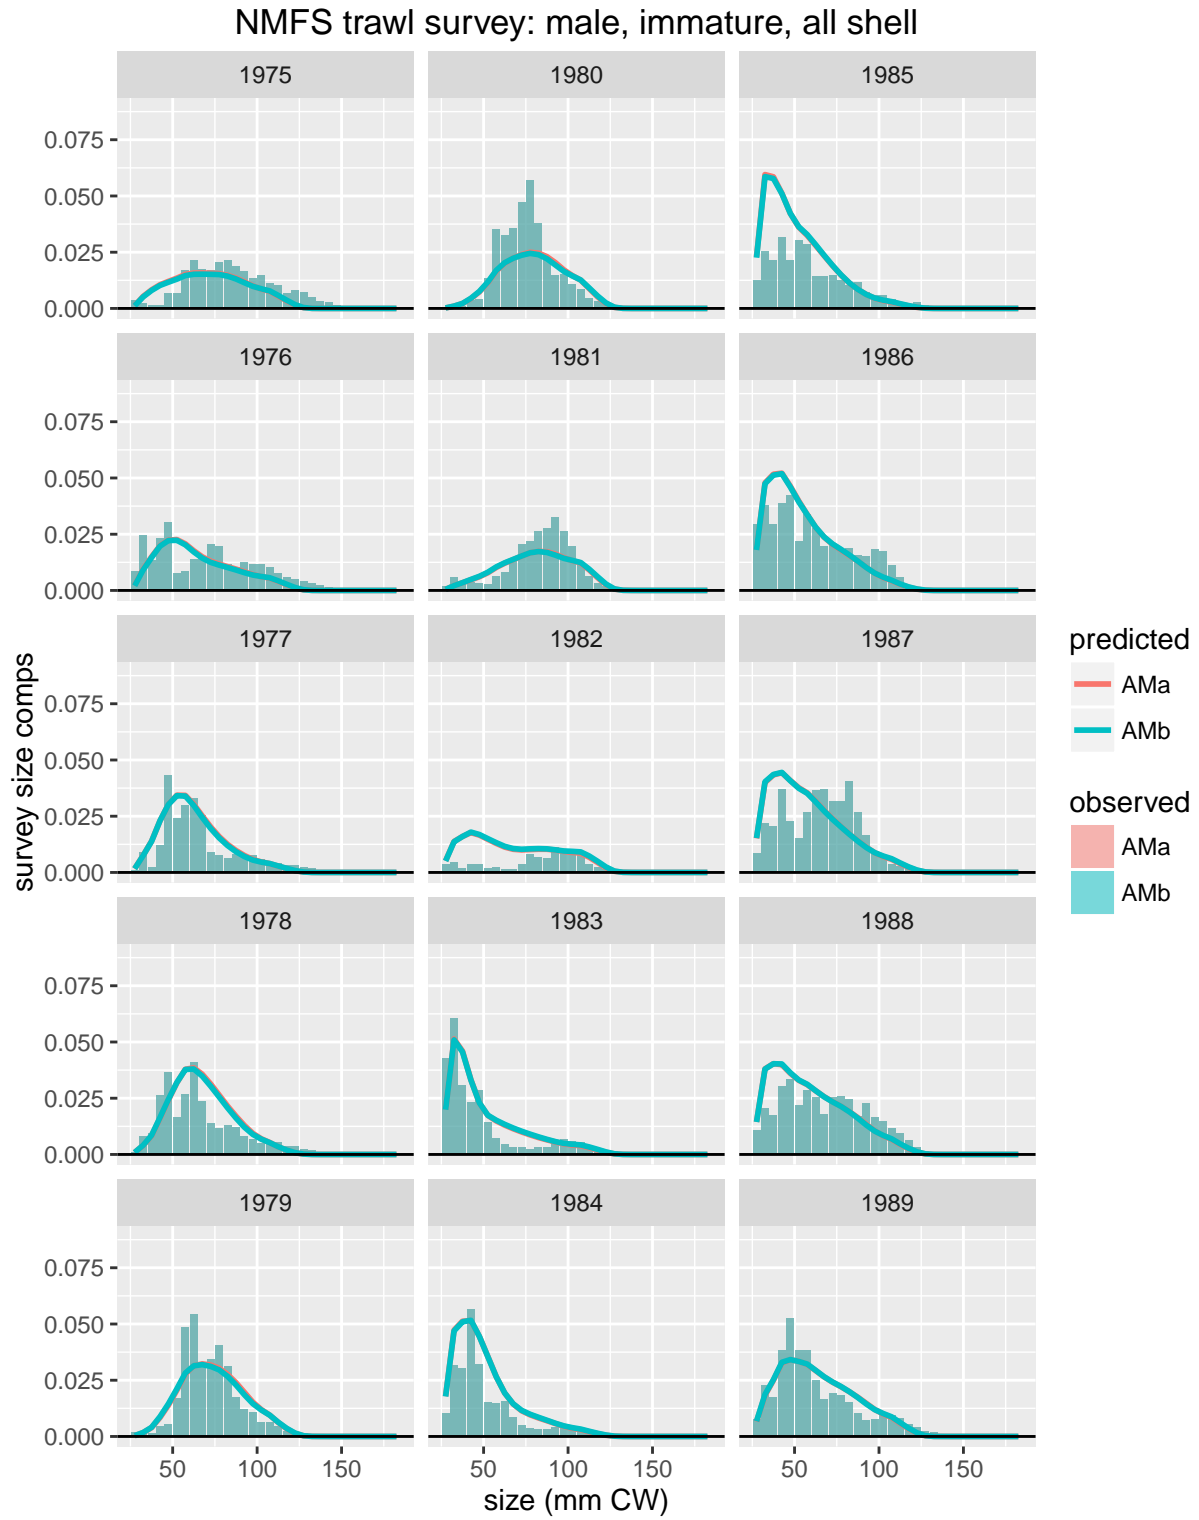 NMFS trawl survey: male, immature, all shell
1975 1980 1985
0.075
0.050
0.025
0.000
1976 1981 1986
0.075
0.050
0.025
0.000
1977 1982 1987
0.075
0.050
0.025
0.000
1978 1983 1988
0.075
0.050
0.025
0.000
1979 1984 1989
0.075
0.050
0.025
0.000
50 100 150 50 100 150 50 100 150
size (mm CW)
survey size comps
predicted
AMa
AMb
observed
AMa
AMb